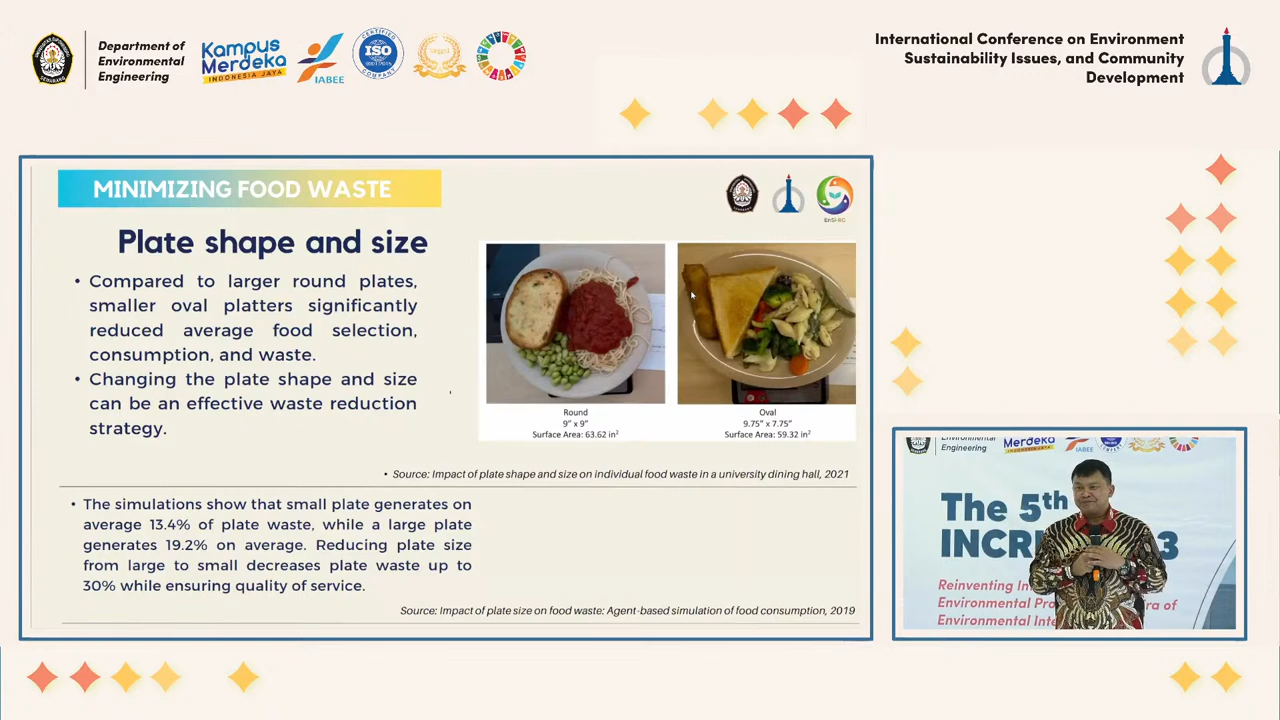 Department of
Environmental
Engineering
Kampus
Merdeka
INDONESIA JAYA
IABEE
CERTIFIED
ISO
COMPANY
International Conference on Environment
Sustainability Issues, and Community
Development
MINIMIZING FOOD WASTE
Plate shape and size
• Compared to larger round plates,
smaller oval platters significantly
reduced average food selection,
consumption, and waste.
• Changing the plate shape and size
can be an effective waste reduction
strategy.
Round
9” x 9”
Surface Area: 63.62 in²
Oval
9.75” x 7.75”
Surface Area: 59.32 in²
• Source: Impact of plate shape and size on individual food waste in a university dining hall, 2021
• The simulations show that small plate generates on
average 13.4% of plate waste, while a large plate
generates 19.2% on average. Reducing plate size
from large to small decreases plate waste up to
30% while ensuring quality of service.
Source: Impact of plate size on food waste: Agent-based simulation of food consumption, 2019
Environmental
Engineering
Merdeka
The 5th
INCR 3
Reinventing In
Environmental Pro ra of
Environmental Inte